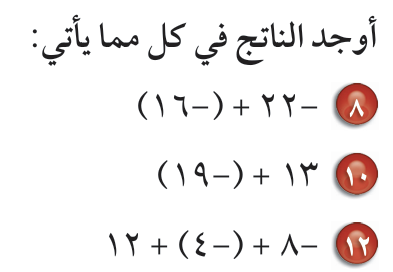 أوجد الناتج في كل مما يأتي:
٨ –٢٢ + (–١٦)
١٠ ١٣ + (–١٩)
١٢ –٨ + (–٤) + ١٢